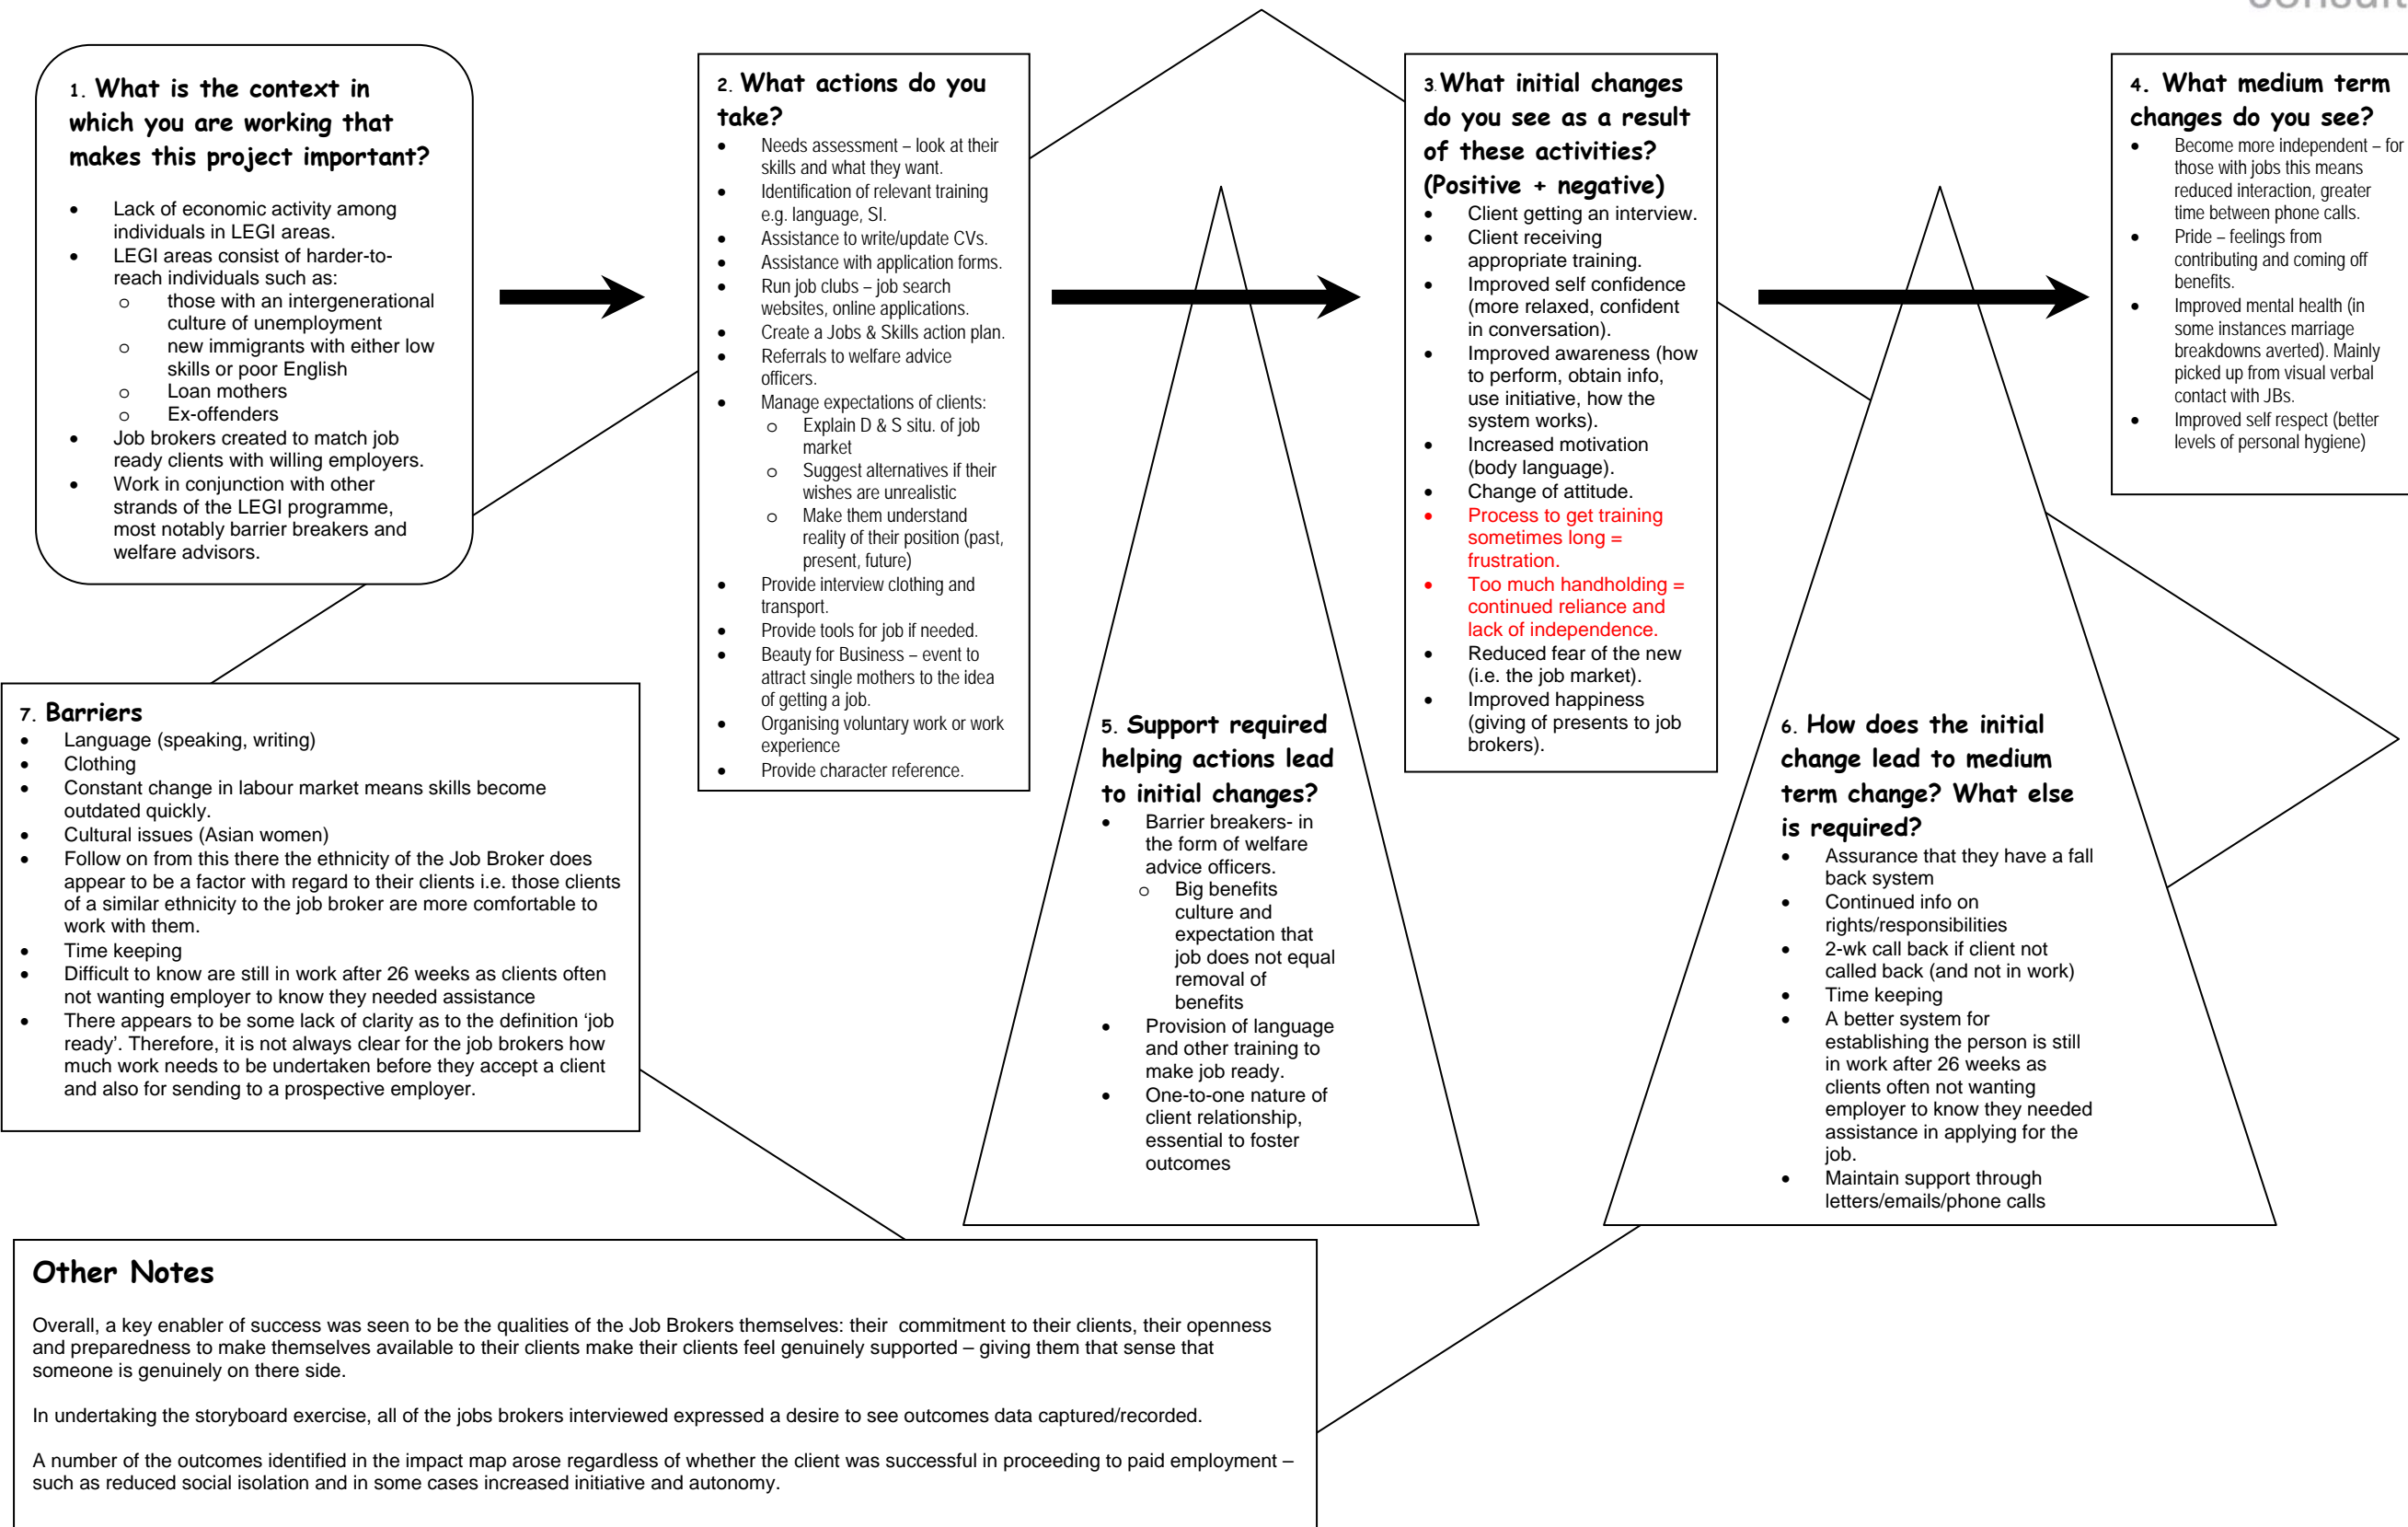 1. What is the context in
which you are working that
makes this project important?
• Lack of economic activity among
individuals in LEGI areas.
• LEGI areas consist of harder-to-
reach individuals such as:
o those with an intergenerational
culture of unemployment
o new immigrants with either low
skills or poor English
o Loan mothers
o Ex-offenders
• Job brokers created to match job
ready clients with willing employers.
• Work in conjunction with other
strands of the LEGI programme,
most notably barrier breakers and
welfare advisors.
2. What actions do you
take?
• Needs assessment – look at their
skills and what they want.
• Identification of relevant training
e.g. language, SI.
• Assistance to write/update CVs.
• Assistance with application forms.
• Run job clubs – job search
websites, online applications.
• Create a Jobs & Skills action plan.
• Referrals to welfare advice
officers.
• Manage expectations of clients:
o Explain D & S situ. of job
market
o Suggest alternatives if their
wishes are unrealistic
o Make them understand
reality of their position (past,
present, future)
• Provide interview clothing and
transport.
• Provide tools for job if needed.
• Beauty for Business – event to
attract single mothers to the idea
of getting a job.
• Organising voluntary work or work
experience
• Provide character reference.
3. What initial changes
do you see as a result
of these activities?
(Positive + negative)
• Client getting an interview.
• Client receiving
appropriate training.
• Improved self confidence
(more relaxed, confident
in conversation).
• Improved awareness (how
to perform, obtain info,
use initiative, how the
system works).
• Increased motivation
(body language).
• Change of attitude.
• Process to get training
sometimes long =
frustration.
• Too much handholding =
continued reliance and
lack of independence.
• Reduced fear of the new
(i.e. the job market).
• Improved happiness
(giving of presents to job
brokers).
4. What medium term
changes do you see?
• Become more independent – for
those with jobs this means
reduced interaction, greater
time between phone calls.
• Pride – feelings from
contributing and coming off
benefits.
• Improved mental health (in
some instances marriage
breakdowns averted). Mainly
picked up from visual verbal
contact with JBs.
• Improved self respect (better
levels of personal hygiene)
5. Support required
helping actions lead
to initial changes?
• Barrier breakers- in
the form of welfare
advice officers.
o Big benefits
culture and
expectation that
job does not equal
removal of
benefits
• Provision of language
and other training to
make job ready.
• One-to-one nature of
client relationship,
essential to foster
outcomes
6. How does the initial
change lead to medium
term change? What else
is required?
• Assurance that they have a fall
back system
• Continued info on
rights/responsibilities
• 2-wk call back if client not
called back (and not in work)
• Time keeping
• A better system for
establishing the person is still
in work after 26 weeks as
clients often not wanting
employer to know they needed
assistance in applying for the
job.
• Maintain support through
letters/emails/phone calls
7. Barriers
• Language (speaking, writing)
• Clothing
• Constant change in labour market means skills become
outdated quickly.
• Cultural issues (Asian women)
• Follow on from this there the ethnicity of the Job Broker does
appear to be a factor with regard to their clients i.e. those clients
of a similar ethnicity to the job broker are more comfortable to
work with them.
• Time keeping
• Difficult to know are still in work after 26 weeks as clients often
not wanting employer to know they needed assistance
• There appears to be some lack of clarity as to the definition ‘job
ready’. Therefore, it is not always clear for the job brokers how
much work needs to be undertaken before they accept a client
and also for sending to a prospective employer.
Other Notes
Overall, a key enabler of success was seen to be the qualities of the Job Brokers themselves: their commitment to their clients, their openness
and preparedness to make themselves available to their clients make their clients feel genuinely supported – giving them that sense that
someone is genuinely on there side.
In undertaking the storyboard exercise, all of the jobs brokers interviewed expressed a desire to see outcomes data captured/recorded.
A number of the outcomes identified in the impact map arose regardless of whether the client was successful in proceeding to paid employment –
such as reduced social isolation and in some cases increased initiative and autonomy.